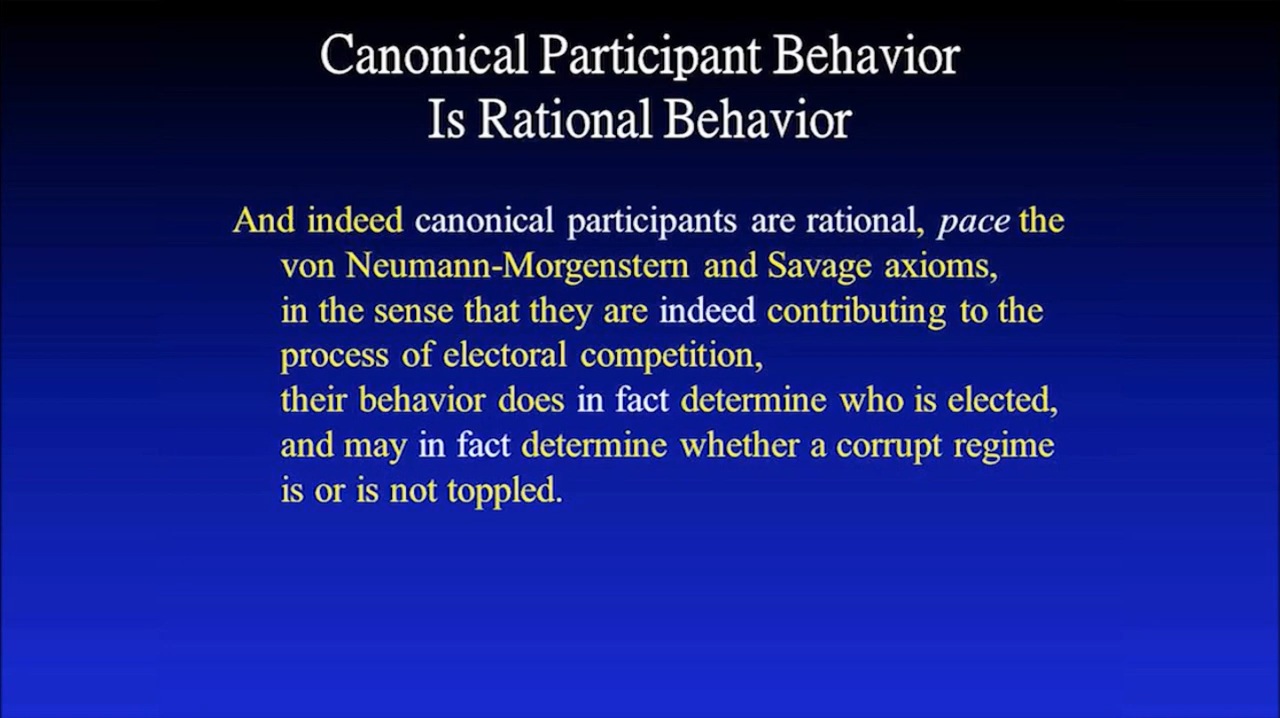 Canonical Participant Behavior
Is Rational Behavior
And indeed canonical participants are rational, pace the
von Neumann-Morgenstern and Savage axioms,
in the sense that they are indeed contributing to the
process of electoral competition,
their behavior does in fact determine who is elected,
and may in fact determine whether a corrupt regime
is or is not toppled.